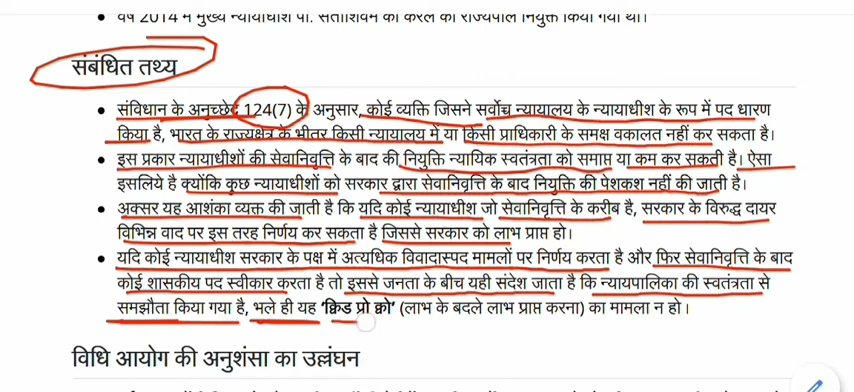 वर्ष 2014 में मुख्य न्यायाधीश पी. सतशिवम को केरल का राज्यपाल नियुक्त किया गया था।
संबंधित तथ्य
संविधान के अनुच्छेद 124(7) के अनुसार, कोई व्यक्ति जिसने सर्वोच्च न्यायालय के न्यायाधीश के रूप में पद धारण
किया है, भारत के राज्यक्षेत्र के भीतर किसी न्यायालय में या किसी प्राधिकारी के समक्ष वकालत नहीं कर सकता है।
इस प्रकार न्यायाधीशों की सेवानिवृत्ति के बाद की नियुक्ति न्यायिक स्वतंत्रता को समाप्त या कम कर सकती है। ऐसा
इसलिये है क्योंकि कुछ न्यायाधीशों को सरकार द्वारा सेवानिवृत्ति के बाद नियुक्ति की पेशकश नहीं की जाती है।
अक्सर यह आशंका व्यक्त की जाती है कि यदि कोई न्यायाधीश जो सेवानिवृत्ति के करीब है, सरकार के विरुद्ध दायर
विभिन्न वाद पर इस तरह निर्णय कर सकता है जिससे सरकार को लाभ प्राप्त हो।
यदि कोई न्यायाधीश सरकार के पक्ष में अत्यधिक विवादास्पद मामलों पर निर्णय करता है और फिर सेवानिवृत्ति के बाद
कोई शासकीय पद स्वीकार करता है तो इससे जनता के बीच यही संदेश जाता है कि न्यायपालिका की स्वतंत्रता से
समझौता किया गया है, भले ही यह ‘क्विड प्रो क्वो’ (लाभ के बदले लाभ प्राप्त करना) का मामला न हो।
विधि आयोग की अनुशंसा का उल्लंघन